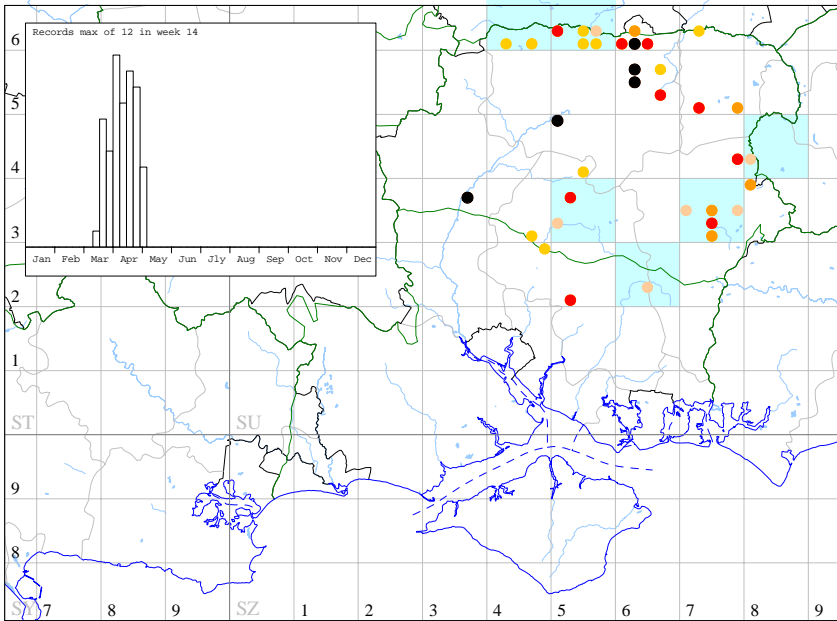 Records max of 12 in week 14
Jan Feb Mar Apr May Jun Jly Aug Sep Oct Nov Dec
6
5
4
3
2
1
ST SU
9
8
SY 7 8 9 SZ 1 2 3 4 5 6 7 8 9